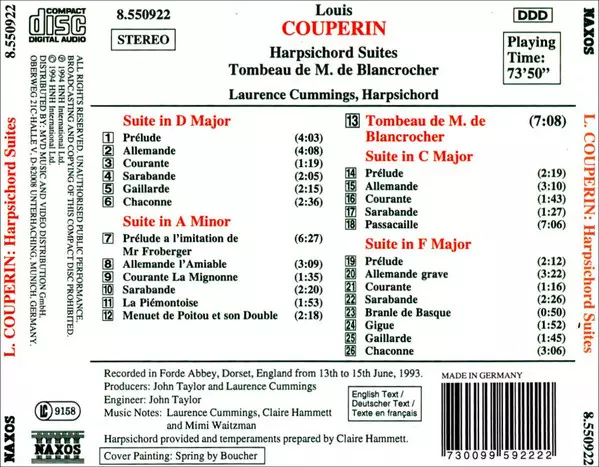 8.550922
COMPACT
disc
DIGITAL AUDIO
8.550922
STEREO
Louis
COUPERIN
Harpsichord Suites
Tombeau de M. de Blancrocher
Laurence Cummings, Harpsichord
DDD
Playing
Time:
73'50"
NAXOS
ALL RIGHTS RESERVED. UNAUTHORISED PUBLIC PERFORMANCE,
BROADCASTING AND COPYING OF THIS COMPACT DISC PROHIBITED.
℗ 1994 HNH International Ltd.
© 1994 HNH International Ltd.
DISTRIBUTED BY: MVD MUSIC AND VIDEO DISTRIBUTION GmbH,
OBERWEG 21C HALLE V, D-82008 UNTERHACHING, MUNICH, GERMANY.
L. COUPERIN: Harpsichord Suites
Suite in D Major
1 Prélude (4:03)
2 Allemande (4:08)
3 Courante (1:19)
4 Sarabande (2:05)
5 Gaillarde (2:15)
6 Chaconne (2:36)
Suite in A Minor
7 Prélude a l'imitation de (6:27)
Mr Froberger
8 Allemande l'Amiable (3:09)
9 Courante La Mignonne (1:35)
10 Sarabande (2:20)
11 La Piémontoise (1:53)
12 Menuet de Poitou et son Double (2:18)
13 Tombeau de M. de (7:08)
Blancrocher
Suite in C Major
14 Prélude (2:19)
15 Allemande (3:10)
16 Courante (1:43)
17 Sarabande (1:27)
18 Passacaille (7:06)
Suite in F Major
19 Prélude (2:12)
20 Allemande grave (3:22)
21 Courante (1:16)
22 Sarabande (2:26)
23 Branle de Basque (0:50)
24 Gigue (1:52)
25 Gaillarde (1:45)
26 Chaconne (3:06)
L. COUPERIN: Harpsichord Suites
Recorded in Forde Abbey, Dorset, England from 13th to 15th June, 1993.
Producers: John Taylor and Laurence Cummings
Engineer: John Taylor
Music Notes: Laurence Cummings, Claire Hammett
and Mimi Waitzman
Harpsichord provided and temperaments prepared by Claire Hammett.
Cover Painting: Spring by Boucher
English Text /
Deutscher Text /
Texte en français
MADE IN GERMANY
7 30099 59222 2
LC 9158
NAXOS
NAXOS
8.550922